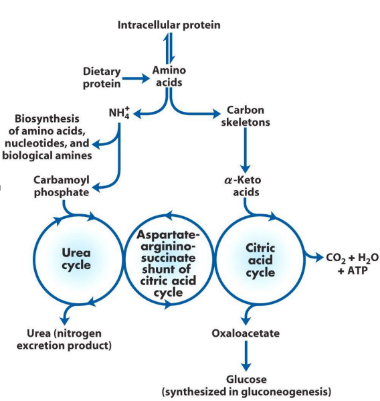 Intracellular protein
Dietary
protein
Amino
acids
NH₄⁺
Carbon
skeletons
Biosynthesis
of amino acids,
nucleotides, and
biological amines
Carbamoyl
phosphate
α-Keto
acids
Urea
cycle
Aspartate-
arginino-
succinate
shunt of
citric acid
cycle
Citric
acid
cycle
CO₂ + H₂O
+ ATP
Urea (nitrogen
excretion product)
Oxaloacetate
Glucose
(synthesized in gluconeogenesis)